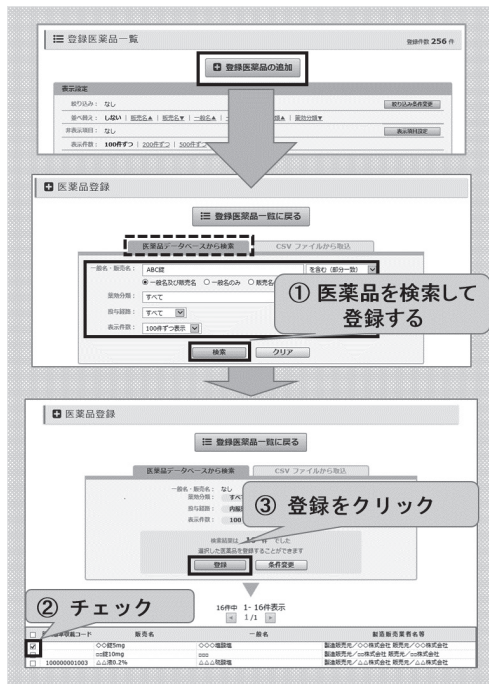 登録医薬品一覧
登録件数 256 件
登録医薬品の追加
表示設定
絞り込み： なし
絞り込み条件変更
並べ替え： しない | 販売名▲ | 販売名▼ | 一般名▲ | 薬効分類▼
非表示項目： なし
表示項目設定
表示件数： 100件ずつ | 200件ずつ | 500件ずつ
医薬品登録
登録医薬品一覧に戻る
医薬品データベースから検索
CSV ファイルから取込
一般名・販売名： ABC錠 を含む（部分一致）
一般名及び販売名 一般名のみ 販売名
薬効分類： すべて
投与経路： すべて
表示件数： 100件ずつ表示
検索 クリア
① 医薬品を検索して
登録する
医薬品登録
登録医薬品一覧に戻る
医薬品データベースから検索
CSV ファイルから取込
一般名・販売名： なし
薬効分類： すべて
投与経路： 内服
表示件数： 100
③ 登録をクリック
検索結果は 16 件 でした
選択した医薬品を登録することができます
登録 条件変更
② チェック
16件中 1- 16件表示
1/1
収載コード 販売名 一般名 製造販売業者名等
◇◇錠5mg ◇◇◇塩酸塩 製造販売元／◇◇株式会社 販売元／◇◇株式会社
□□錠10mg □□□ 製造販売元／□□株式会社 販売元／□□株式会社
100000001003 △△液0.2% △△△硫酸塩 製造販売元／△△株式会社 販売元／△△株式会社